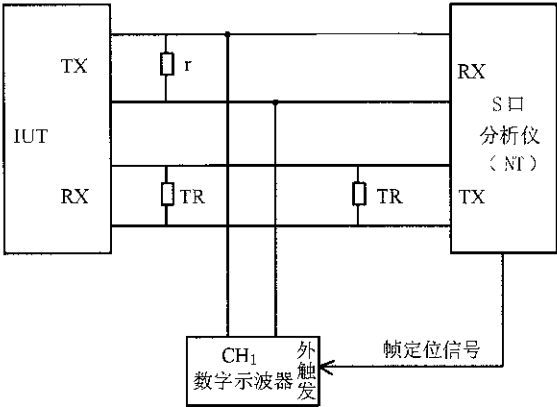 TX
r
RX
S口
分析仪
（NT）
IUT
RX
TR
TR
TX
CH₁
数字示波器
外触发
帧定位信号